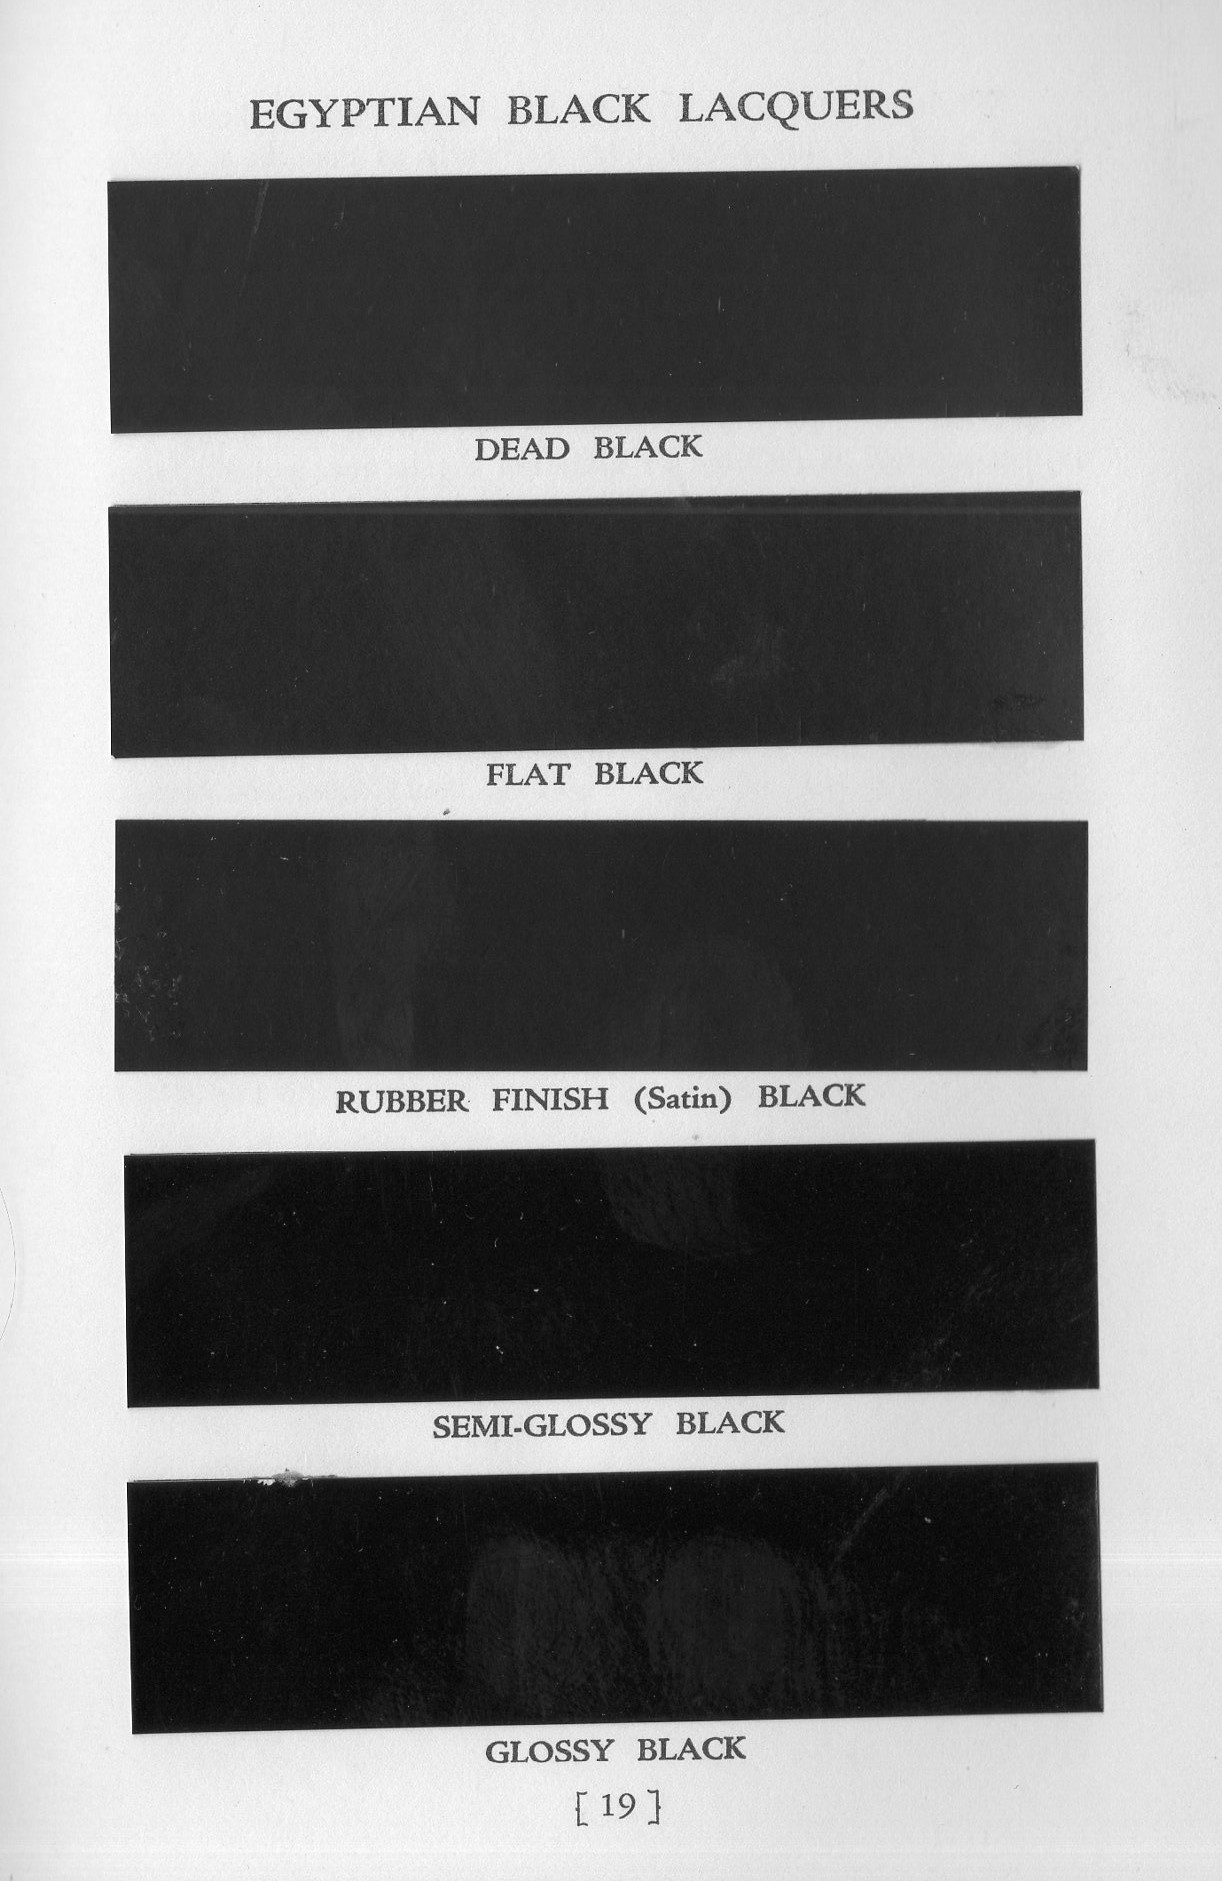 EGYPTIAN BLACK LACQUERS
DEAD BLACK
FLAT BLACK
RUBBER FINISH (Satin) BLACK
SEMI-GLOSSY BLACK
GLOSSY BLACK
[ 19 ]